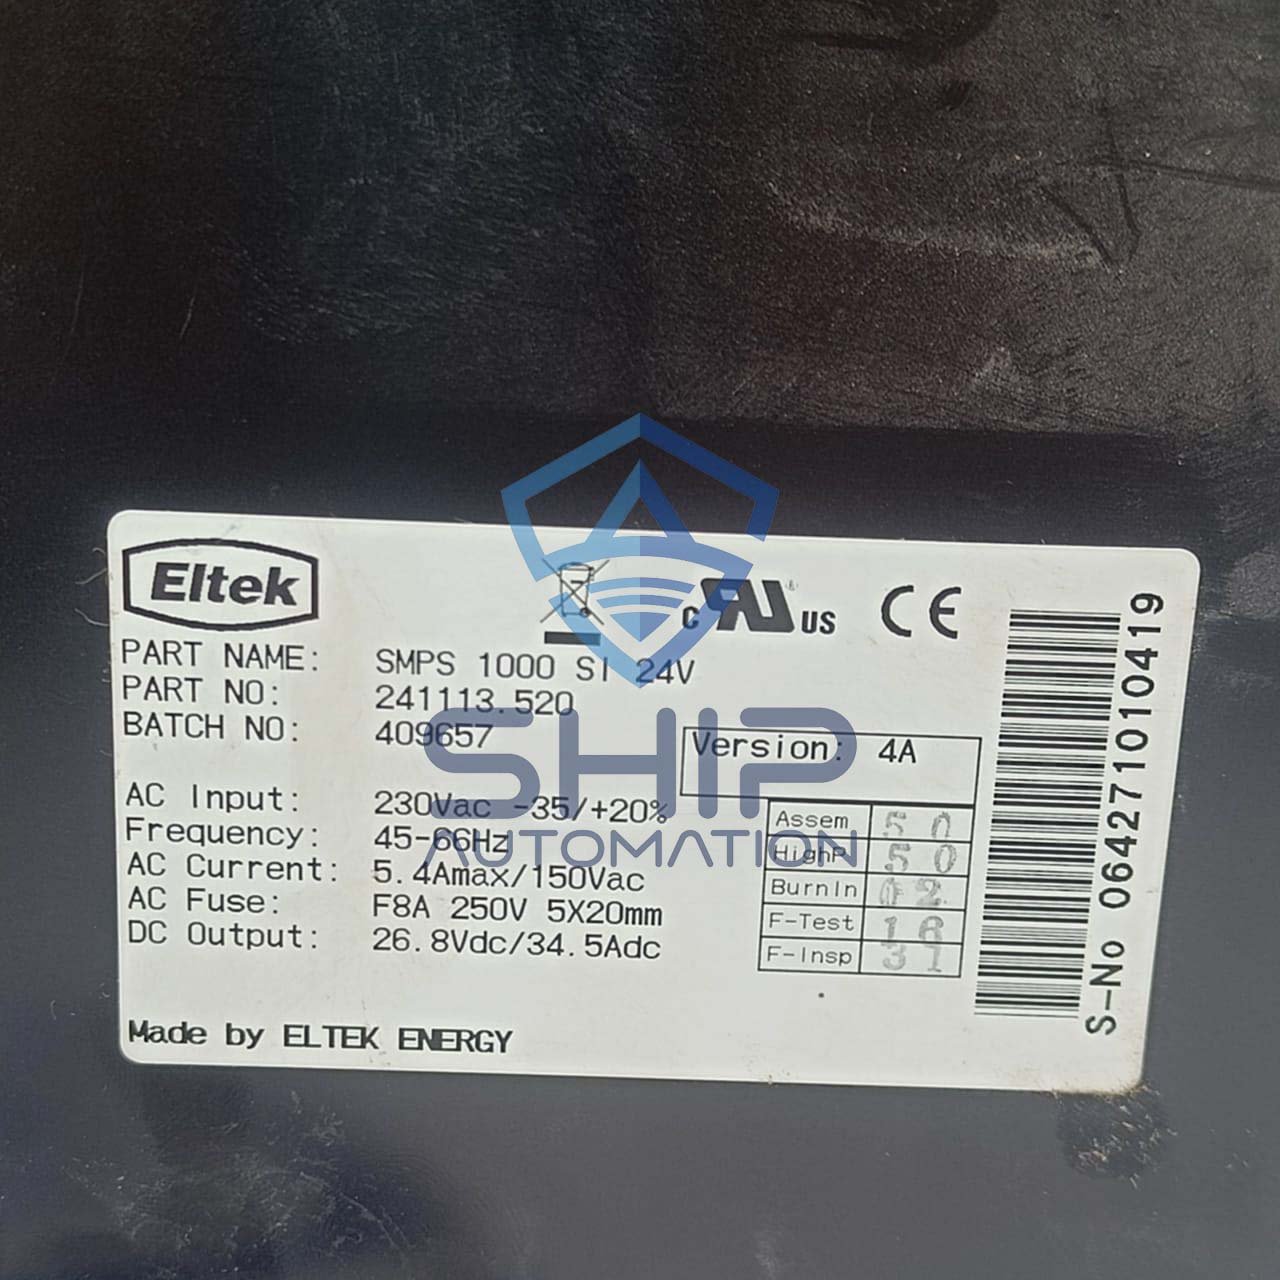 Eltek
c UR us
CE
PART NAME: SMPS 1000 SI 24V
PART NO: 241113.520
BATCH NO: 409657
Version: 4A
AC Input: 230Vac -35/+20%
Frequency: 45-66Hz
AC Current: 5.4Amax/150Vac
AC Fuse: F8A 250V 5X20mm
DC Output: 26.8Vdc/34.5Adc
Assem 50
HighP 50
BurnIn 02
F-Test 16
F-Insp 31
Made by ELTEK ENERGY
S-No 064271010419
SHIP
AUTOMATION